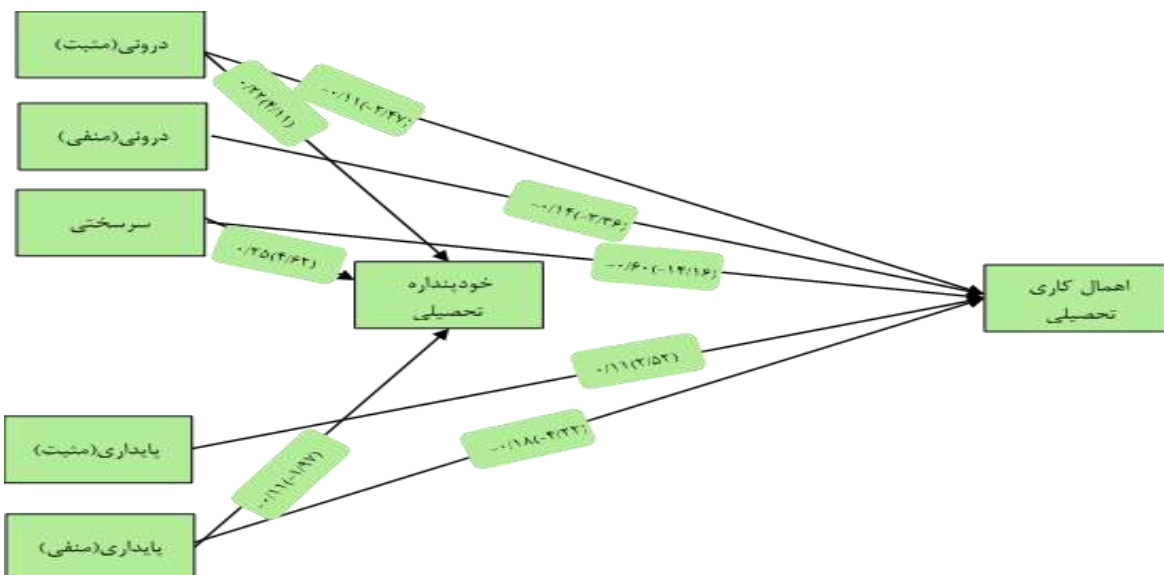 درونی(مثبت)
-۰/۱۱(-۲/۴۷)
۰/۲۲(۴/۱۱)
درونی(منفی)
-۰/۱۴(-۳/۳۶)
سرسختی
۰/۲۵(۴/۶۲)
-۰/۶۰(-۱۴/۱۶)
خودپنداره
تحصیلی
اهمال کاری
تحصیلی
۰/۱۱(۲/۵۲)
پایداری(مثبت)
-۰/۱۸(-۴/۲۲)
-۰/۱۱(-۱/۹۷)
پایداری(منفی)